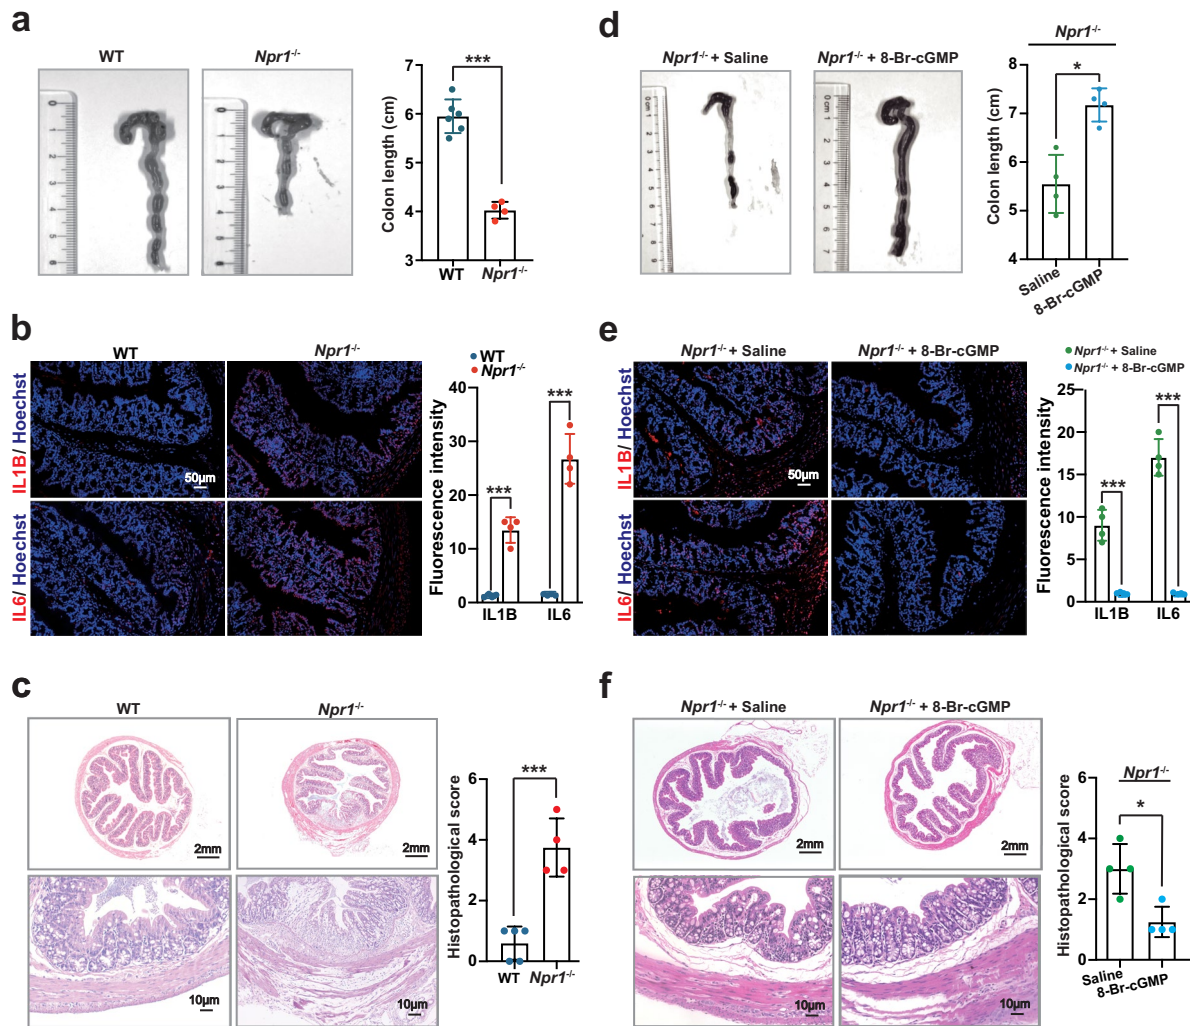 a
WT
Npr1-/-
***
Colon length (cm)
7
6
5
4
3
WT
Npr1-/-
d
Npr1-/- + Saline
Npr1-/- + 8-Br-cGMP
Npr1-/-
*
Colon length (cm)
8
7
6
5
4
Saline
8-Br-cGMP
b
WT
Npr1-/-
IL1B/ Hoechst
50µm
IL6/ Hoechst
WT
Npr1-/-
Fluorescence intensity
40
30
20
10
0
***
***
IL1B
IL6
e
Npr1-/- + Saline
Npr1-/- + 8-Br-cGMP
IL1B/ Hoechst
50µm
IL6/ Hoechst
Npr1-/- + Saline
Npr1-/- + 8-Br-cGMP
Fluorescence intensity
25
20
15
10
5
0
***
***
IL1B
IL6
c
WT
Npr1-/-
2mm
2mm
10µm
10µm
Histopathological score
6
4
2
0
***
WT
Npr1-/-
f
Npr1-/- + Saline
Npr1-/- + 8-Br-cGMP
2mm
2mm
10µm
10µm
Npr1-/-
*
Histopathological score
6
4
2
0
Saline
8-Br-cGMP